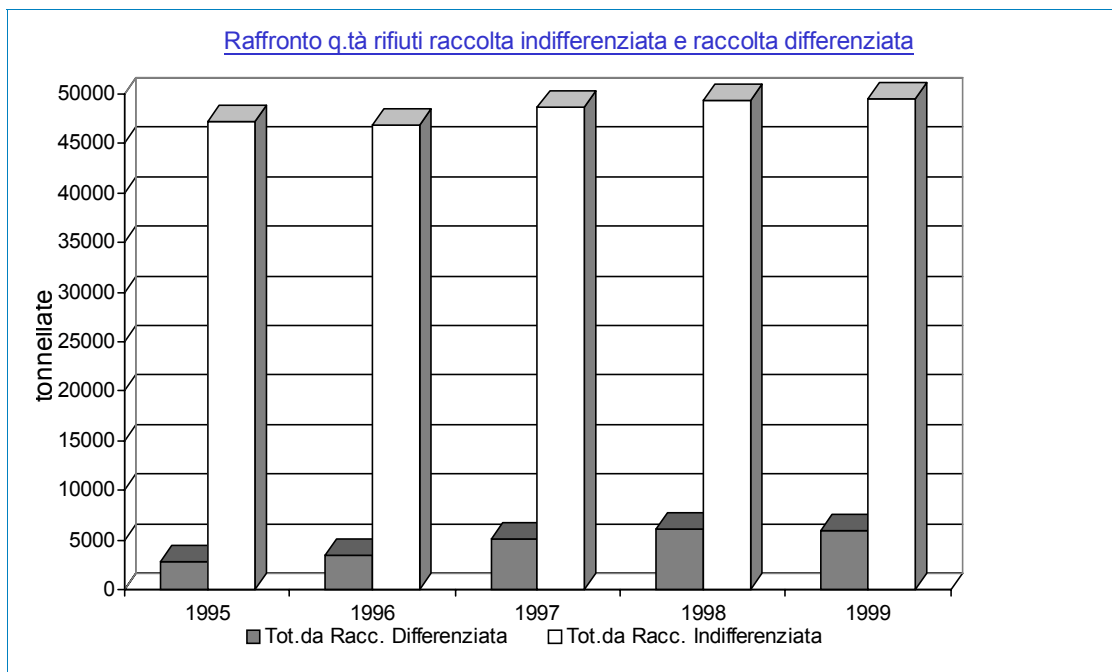 Raffronto q.tà rifiuti raccolta indifferenziata e raccolta differenziata
tonnellate
50000
45000
40000
35000
30000
25000
20000
15000
10000
5000
0
1995 1996 1997 1998 1999
Tot.da Racc. Differenziata Tot.da Racc. Indifferenziata